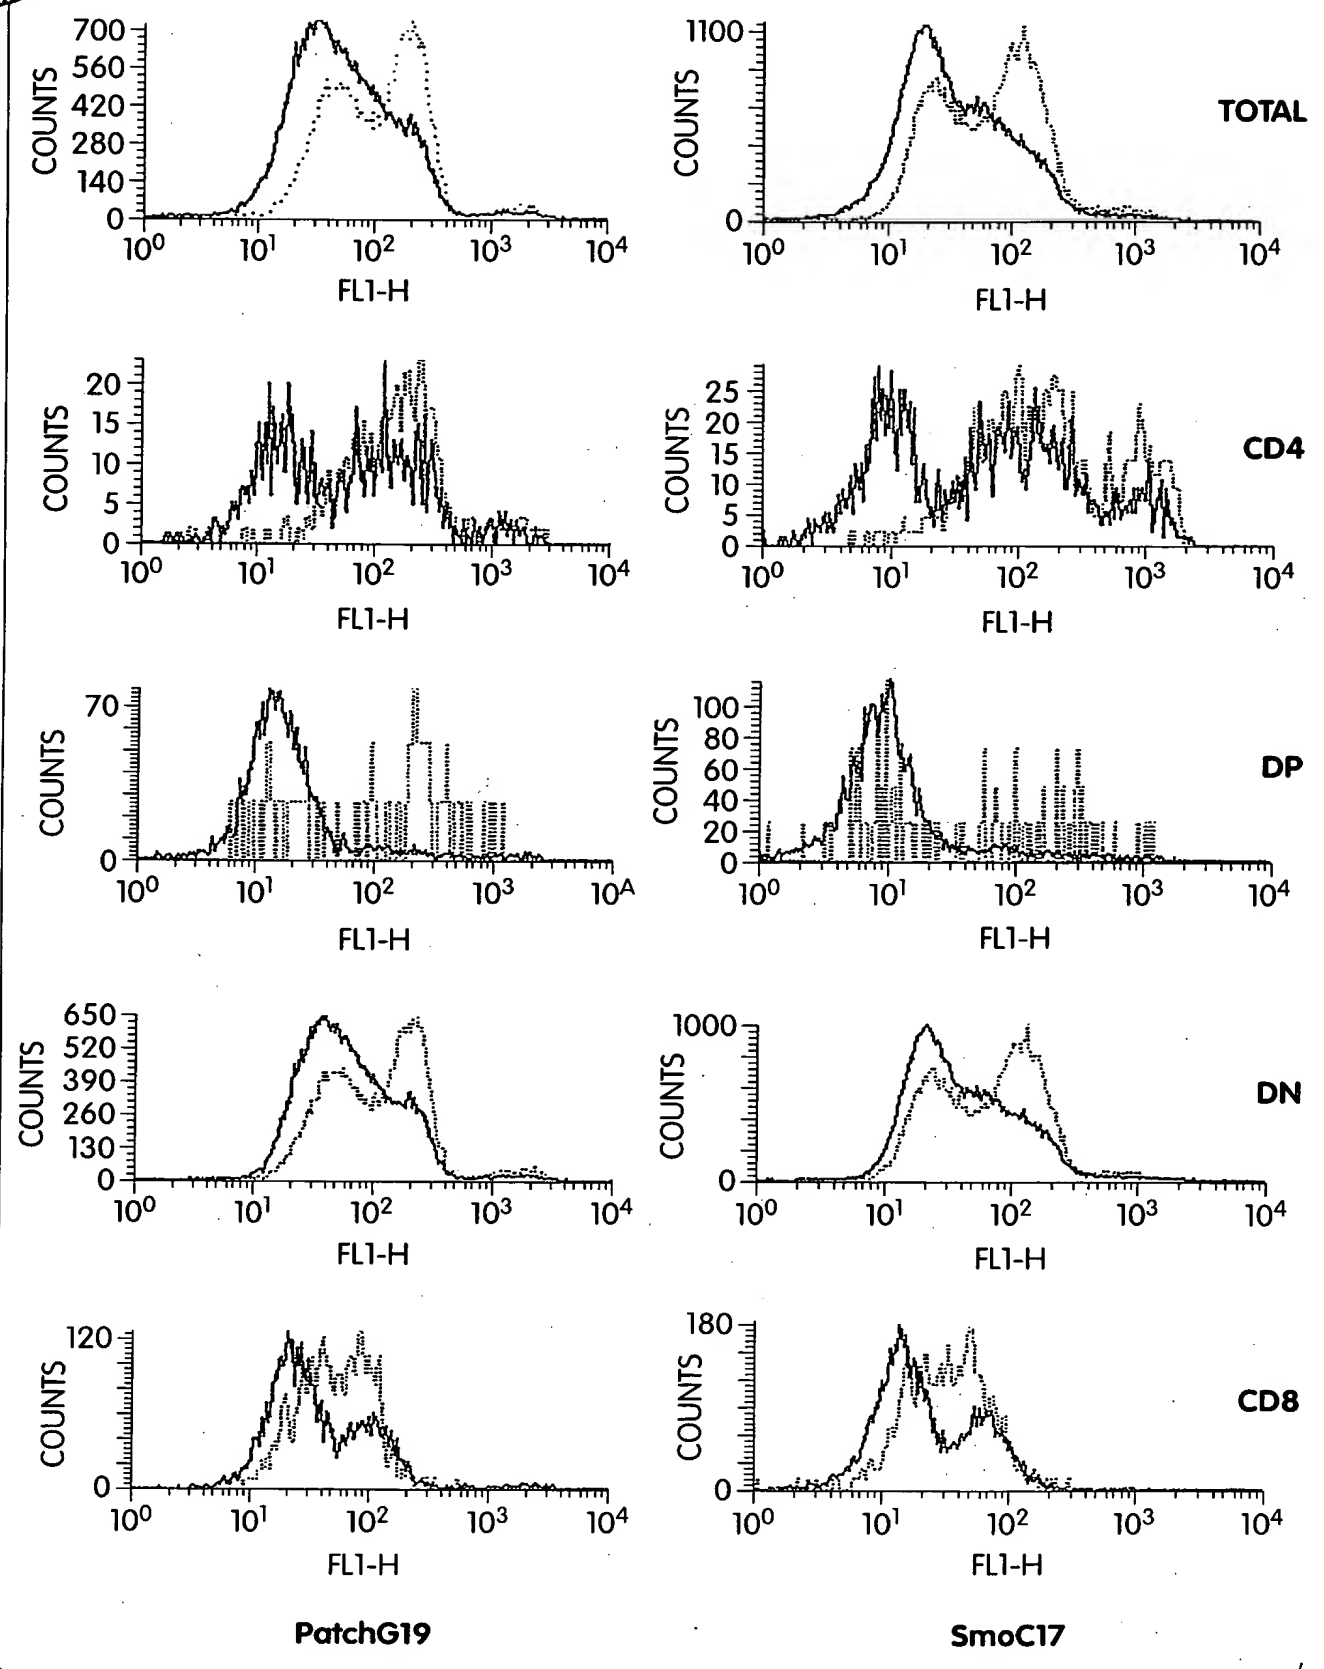 700
560
420
280
140
0
COUNTS
10⁰ 10¹ 10² 10³ 10⁴
FL1-H
1100
0
COUNTS
10⁰ 10¹ 10² 10³ 10⁴
FL1-H
TOTAL
20
15
10
5
0
COUNTS
10⁰ 10¹ 10² 10³ 10⁴
FL1-H
25
20
15
10
5
0
COUNTS
10⁰ 10¹ 10² 10³ 10⁴
FL1-H
CD4
70
0
COUNTS
10⁰ 10¹ 10² 10³ 10A
FL1-H
100
80
60
40
20
0
COUNTS
10⁰ 10¹ 10² 10³ 10⁴
FL1-H
DP
650
520
390
260
130
0
COUNTS
10⁰ 10¹ 10² 10³ 10⁴
FL1-H
1000
0
COUNTS
10⁰ 10¹ 10² 10³ 10⁴
FL1-H
DN
120
0
COUNTS
10⁰ 10¹ 10² 10³ 10⁴
FL1-H
180
0
COUNTS
10⁰ 10¹ 10² 10³ 10⁴
FL1-H
CD8
PatchG19
SmoC17